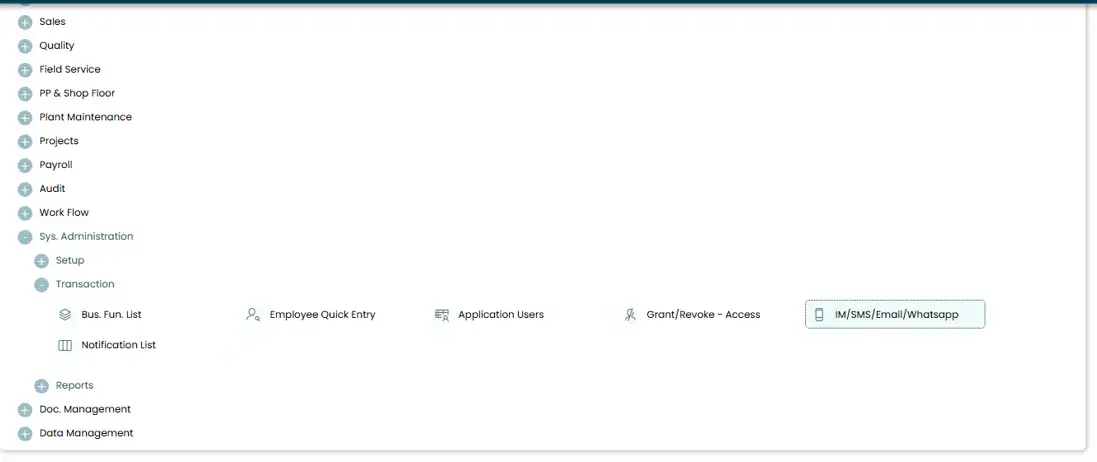 Sales
Quality
Field Service
PP & Shop Floor
Plant Maintenance
Projects
Payroll
Audit
Work Flow
Sys. Administration
Setup
Transaction
Bus. Fun. List Employee Quick Entry Application Users Grant/Revoke - Access IM/SMS/Email/Whatsapp
Notification List
Reports
Doc. Management
Data Management